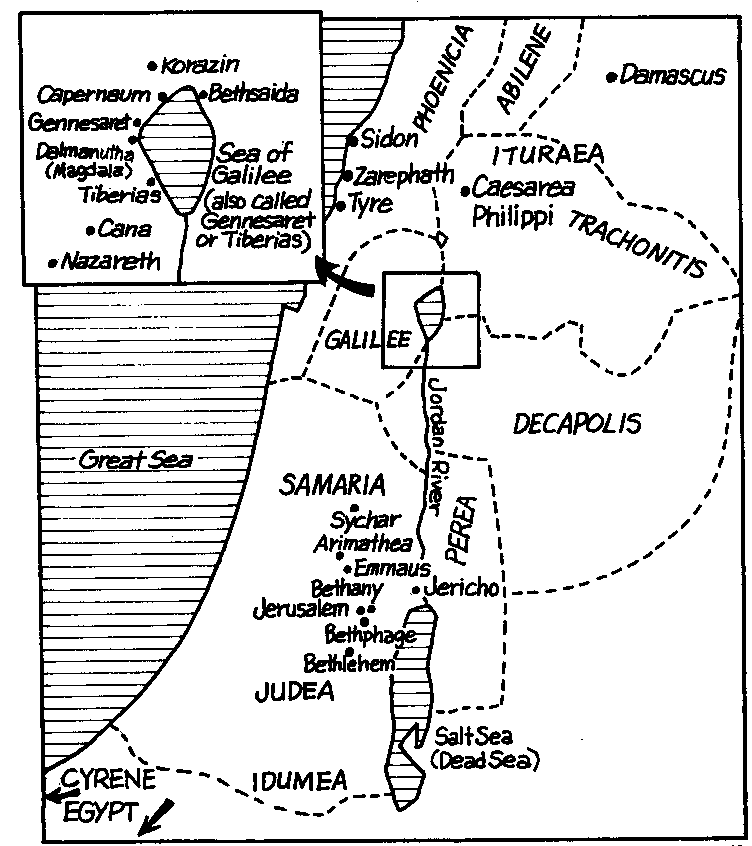 Korazin
Capernaum
Bethsaida
Gennesaret
Dalmanutha
(Magdala)
Tiberias
Sea of
Galilee
(also called
Gennesaret
or Tiberias)
Cana
Nazareth
PHOENICIA
ABILENE
Damascus
Sidon
Zarephath
Tyre
ITURAEA
Caesarea
Philippi
TRACHONITIS
GALILEE
Jordan River
DECAPOLIS
Great Sea
SAMARIA
Sychar
Arimathea
Emmaus
PEREA
Bethany
Jericho
Jerusalem
Bethphage
Bethlehem
JUDEA
Salt Sea
(Dead Sea)
IDUMEA
CYRENE
EGYPT